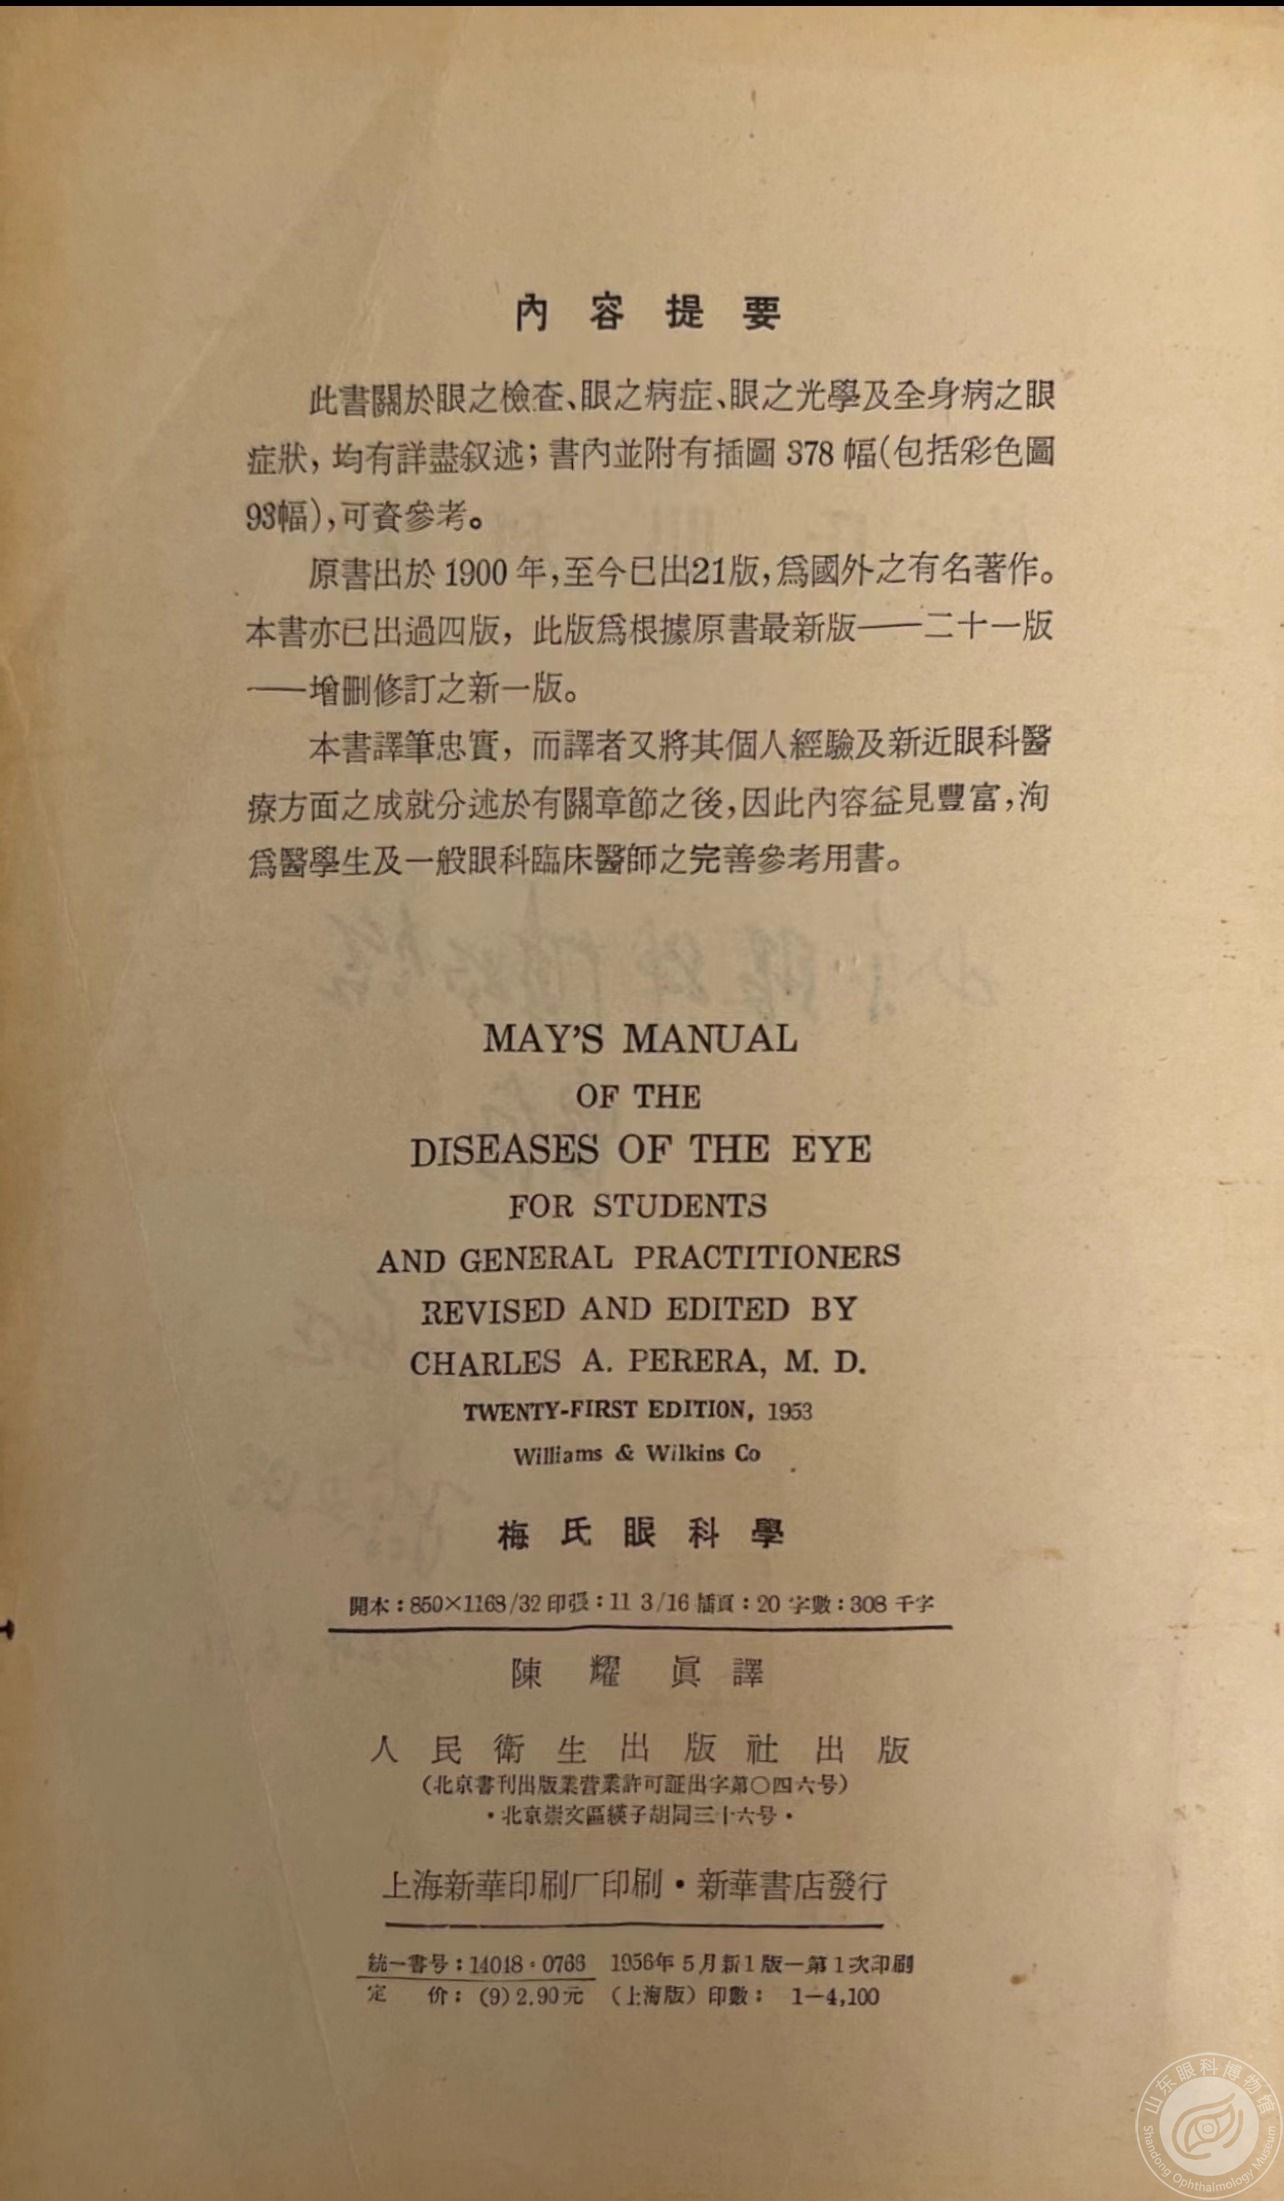 內容提要
此書關於眼之檢查、眼之病症、眼之光學及全身病之眼
症狀，均有詳盡叙述；書內並附有插圖 378 幅(包括彩色圖
93幅)，可資參考。
原書出於 1900 年，至今已出21版，爲國外之有名著作。
本書亦已出過四版，此版爲根據原書最新版——二十一版
——增删修訂之新一版。
本書譯筆忠實，而譯者又將其個人經驗及新近眼科醫
療方面之成就分述於有關章節之後，因此內容益見豐富，洵
爲醫學生及一般眼科臨床醫師之完善參考用書。
MAY'S MANUAL
OF THE
DISEASES OF THE EYE
FOR STUDENTS
AND GENERAL PRACTITIONERS
REVISED AND EDITED BY
CHARLES A. PERERA, M. D.
TWENTY-FIRST EDITION, 1953
Williams & Wilkins Co
梅氏眼科學
開本：850×1168/32 印張：11 3/16 插頁：20 字數：308 千字
陳耀眞譯
人民衛生出版社出版
(北京書刊出版業营業許可証出字第〇四六号)
·北京崇文區緓子胡同三十六号·
上海新華印刷厂印刷·新華書店發行
統一書号：14048·0766 1956年5月新1版—第1次印刷
定 价：(9) 2.90元 (上海版) 印數：1—4,100
山东眼科博物馆
Shandong Ophthalmology Museum